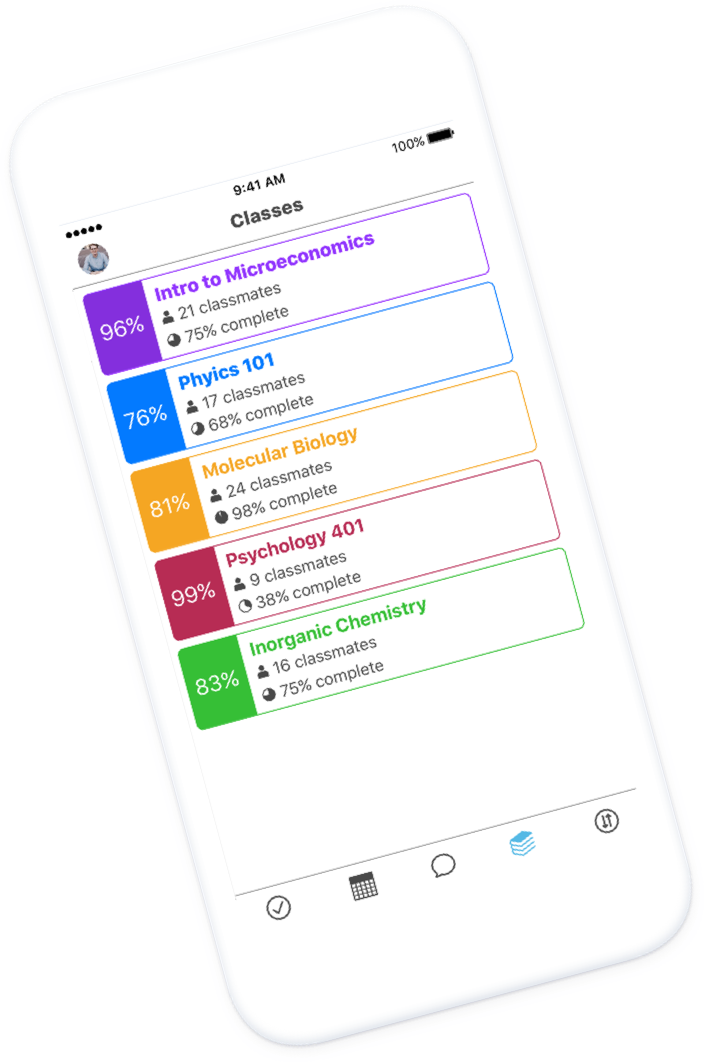 100%
9:41 AM
Classes
96%
Intro to Microeconomics
21 classmates
75% complete
76%
Phyics 101
17 classmates
68% complete
81%
Molecular Biology
24 classmates
98% complete
99%
Psychology 401
9 classmates
38% complete
83%
Inorganic Chemistry
16 classmates
75% complete